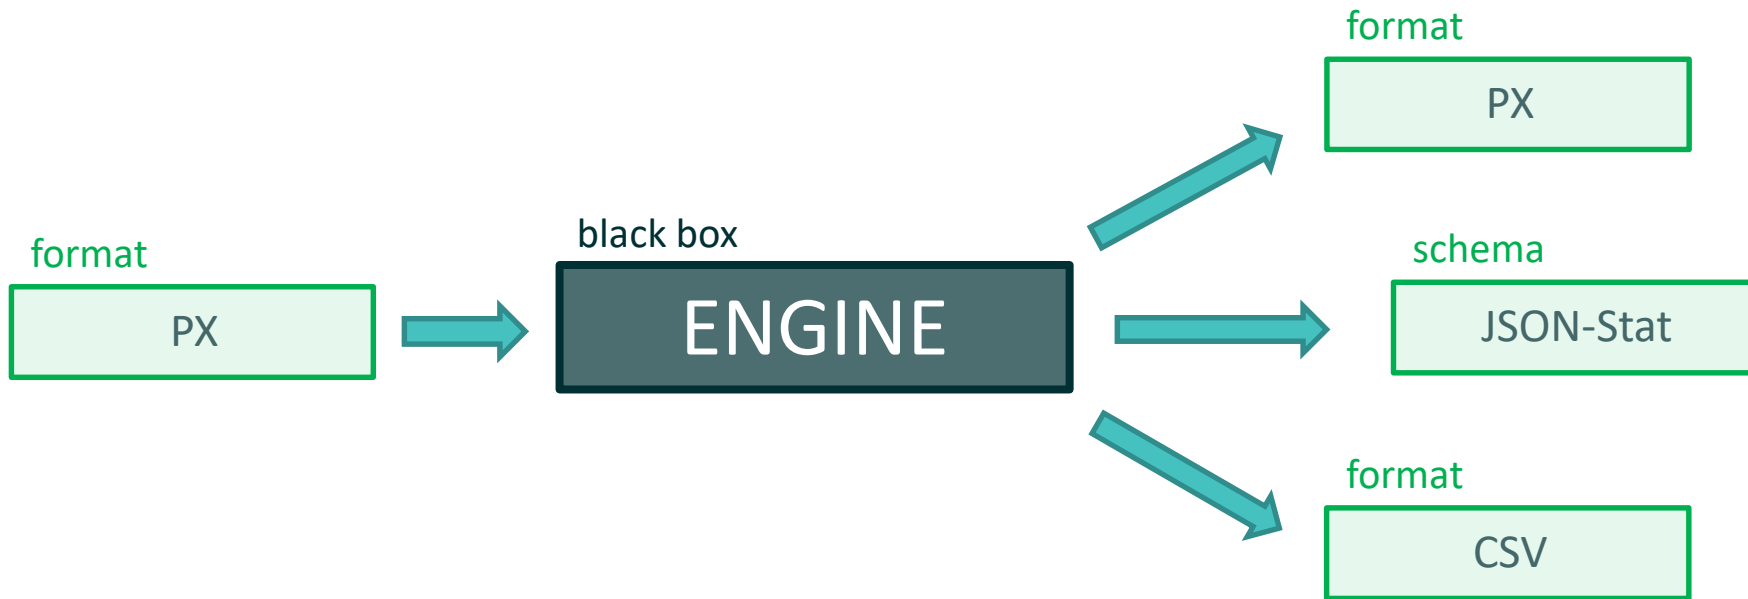 format
PX
black box
ENGINE
format
PX
schema
JSON-Stat
format
CSV